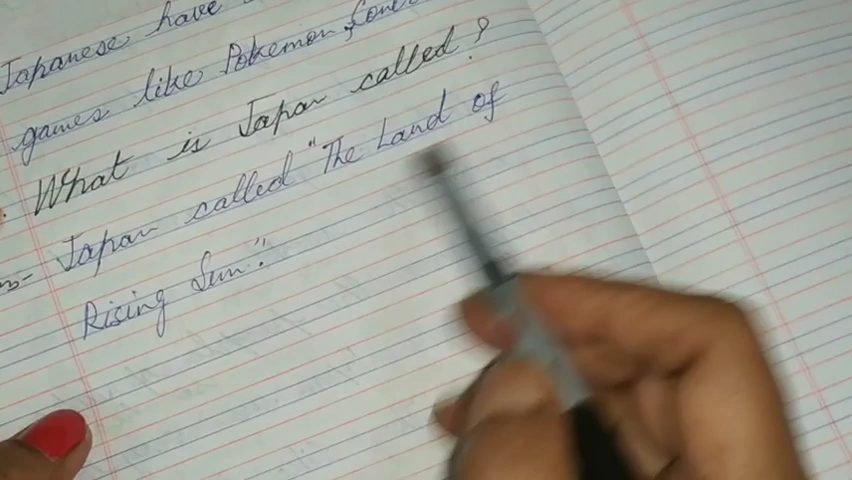 Japanese have
games like Pokemon,
What is Japan called?
Japan called "The Land of
Rising Sun".